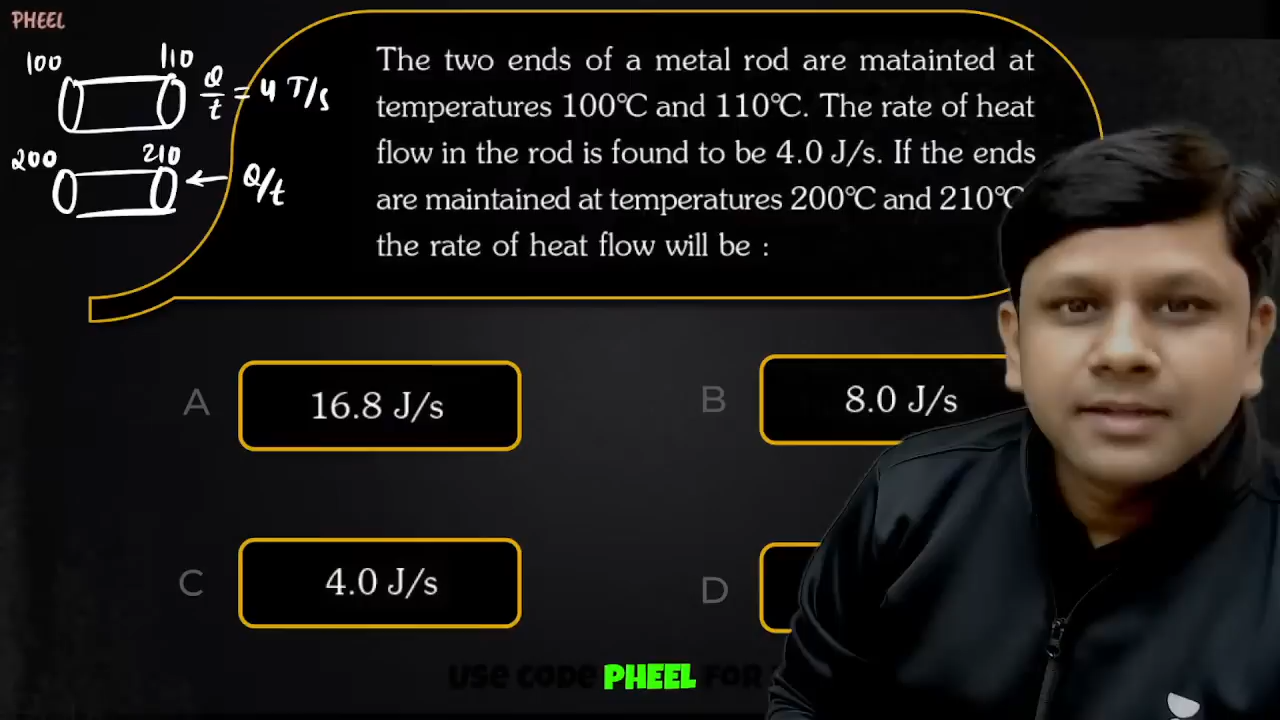 PHEEL
100 110
Q/t = 4 J/s
200 210
Q/t
The two ends of a metal rod are matainted at
temperatures 100°C and 110°C. The rate of heat
flow in the rod is found to be 4.0 J/s. If the ends
are maintained at temperatures 200°C and 210°C
the rate of heat flow will be :
A 16.8 J/s
B 8.0 J/s
C 4.0 J/s
D
USE CODE PHEEL FOR